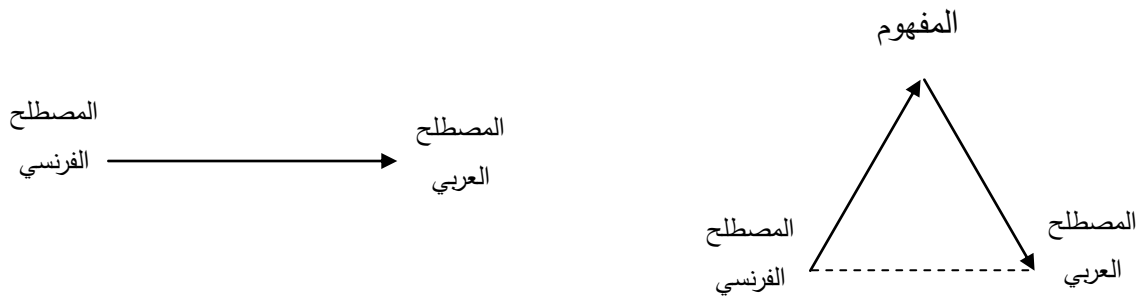 المفهوم
المصطلح
الفرنسي
المصطلح
العربي
المصطلح
الفرنسي
المصطلح
العربي